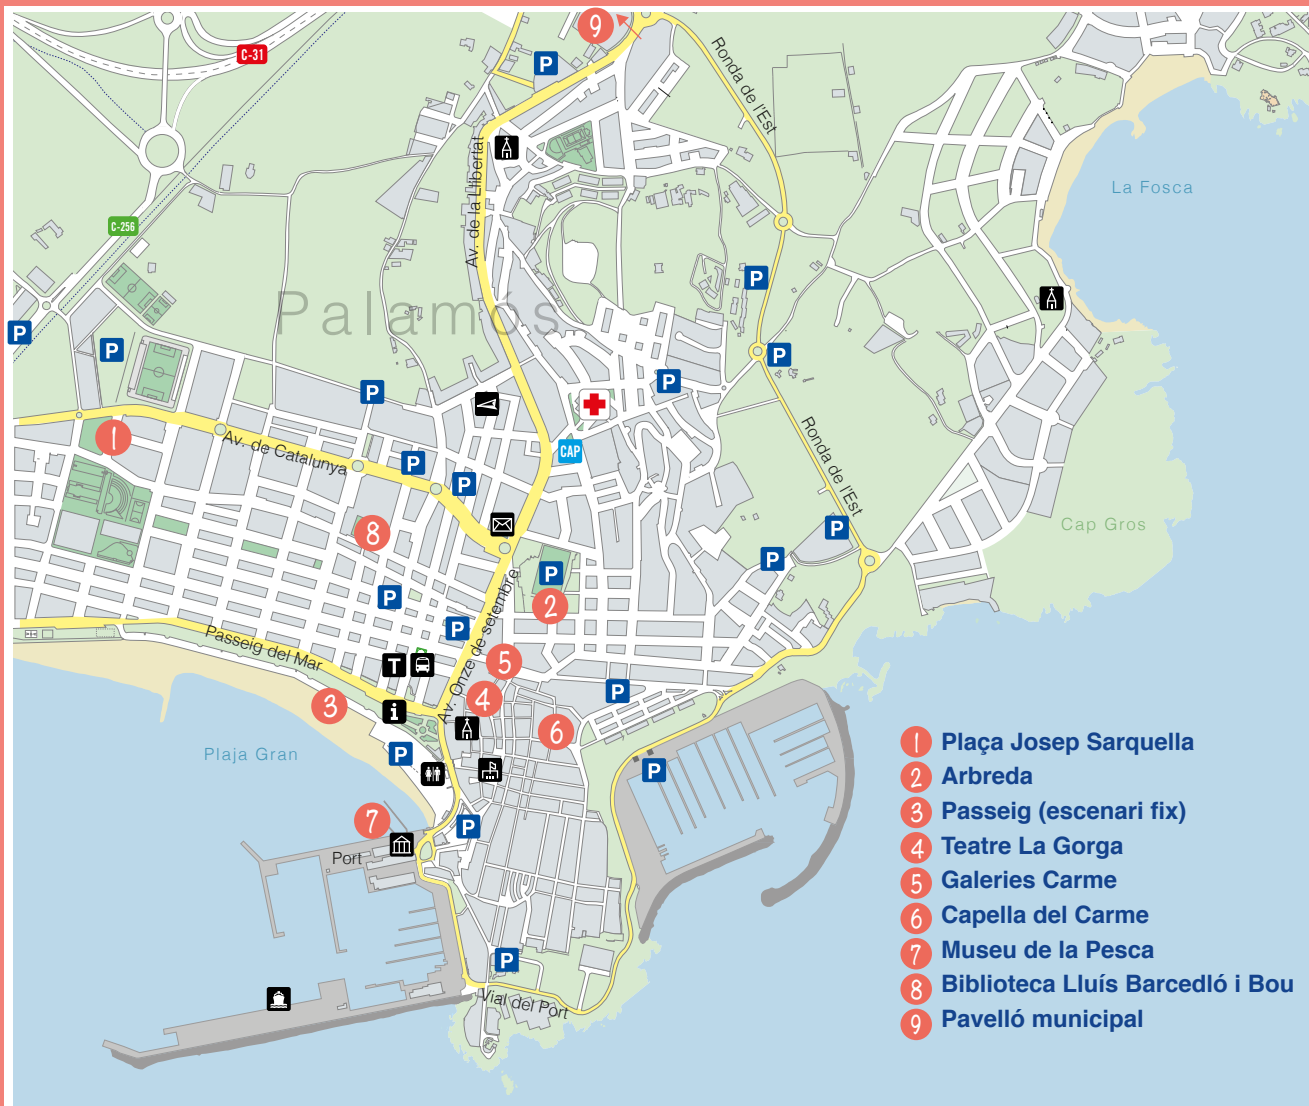 9
C-31
P
Ronda de l'Est
Av. de la Llibertat
La Fosca
C-256
P
Palamós
P
P
P
P
P
P
1
Av. de Catalunya
CAP
P
P
Ronda de l'Est
8
P
Cap Gros
P
P
2
P
P
Av. Onze de setembre
Passeig del Mar
T
5
4
P
3
i
6
Plaja Gran
P
P
7
P
Port
P
Vial del Port
1 Plaça Josep Sarquella
2 Arbreda
3 Passeig (escenari fix)
4 Teatre La Gorga
5 Galeries Carme
6 Capella del Carme
7 Museu de la Pesca
8 Biblioteca Lluís Barcedló i Bou
9 Pavelló municipal